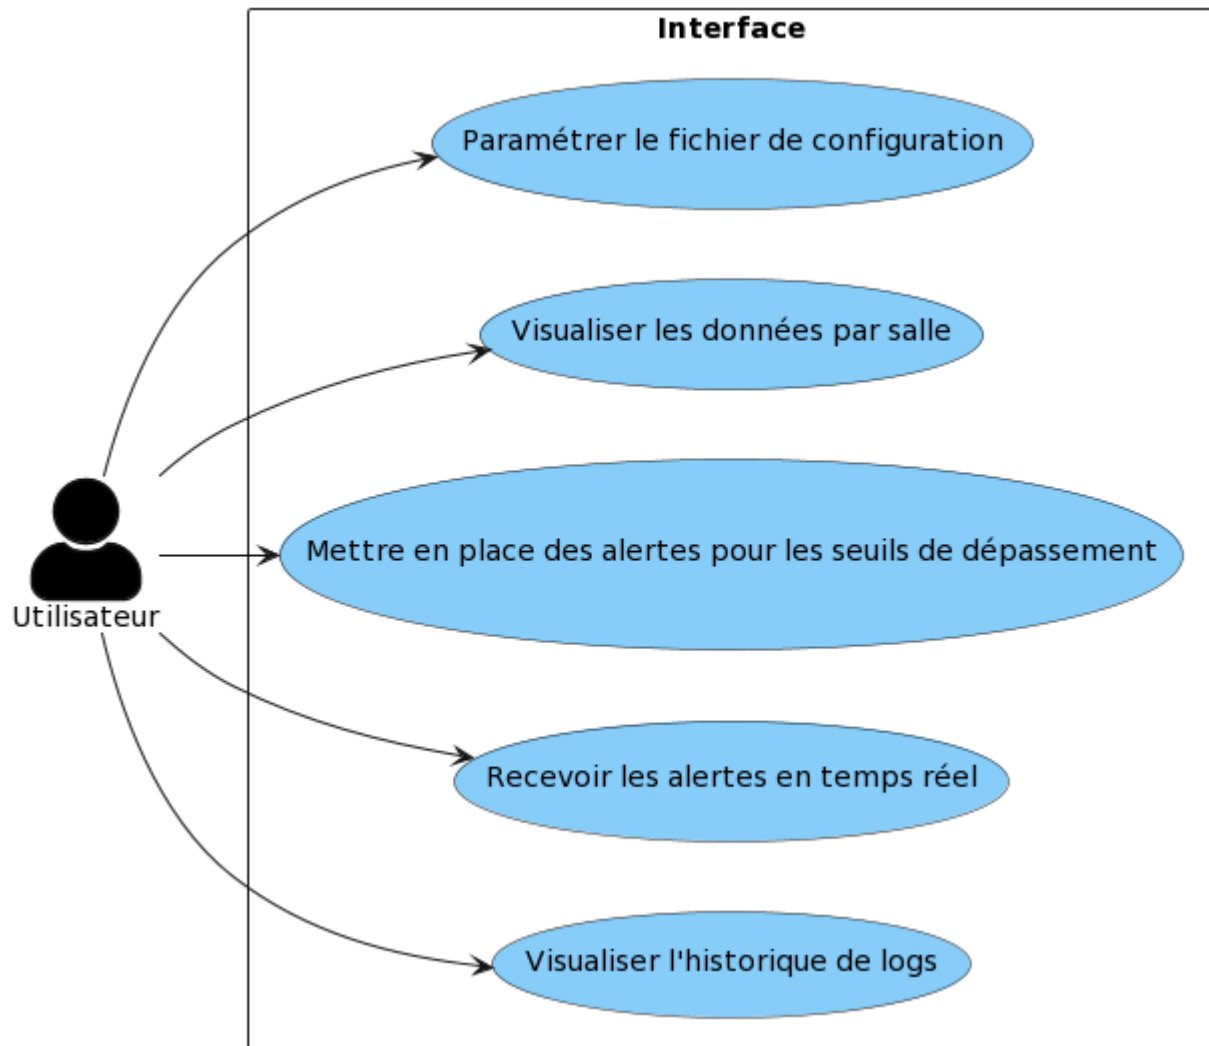 Interface
Paramétrer le fichier de configuration
Visualiser les données par salle
Mettre en place des alertes pour les seuils de dépassement
Utilisateur
Recevoir les alertes en temps réel
Visualiser l'historique de logs